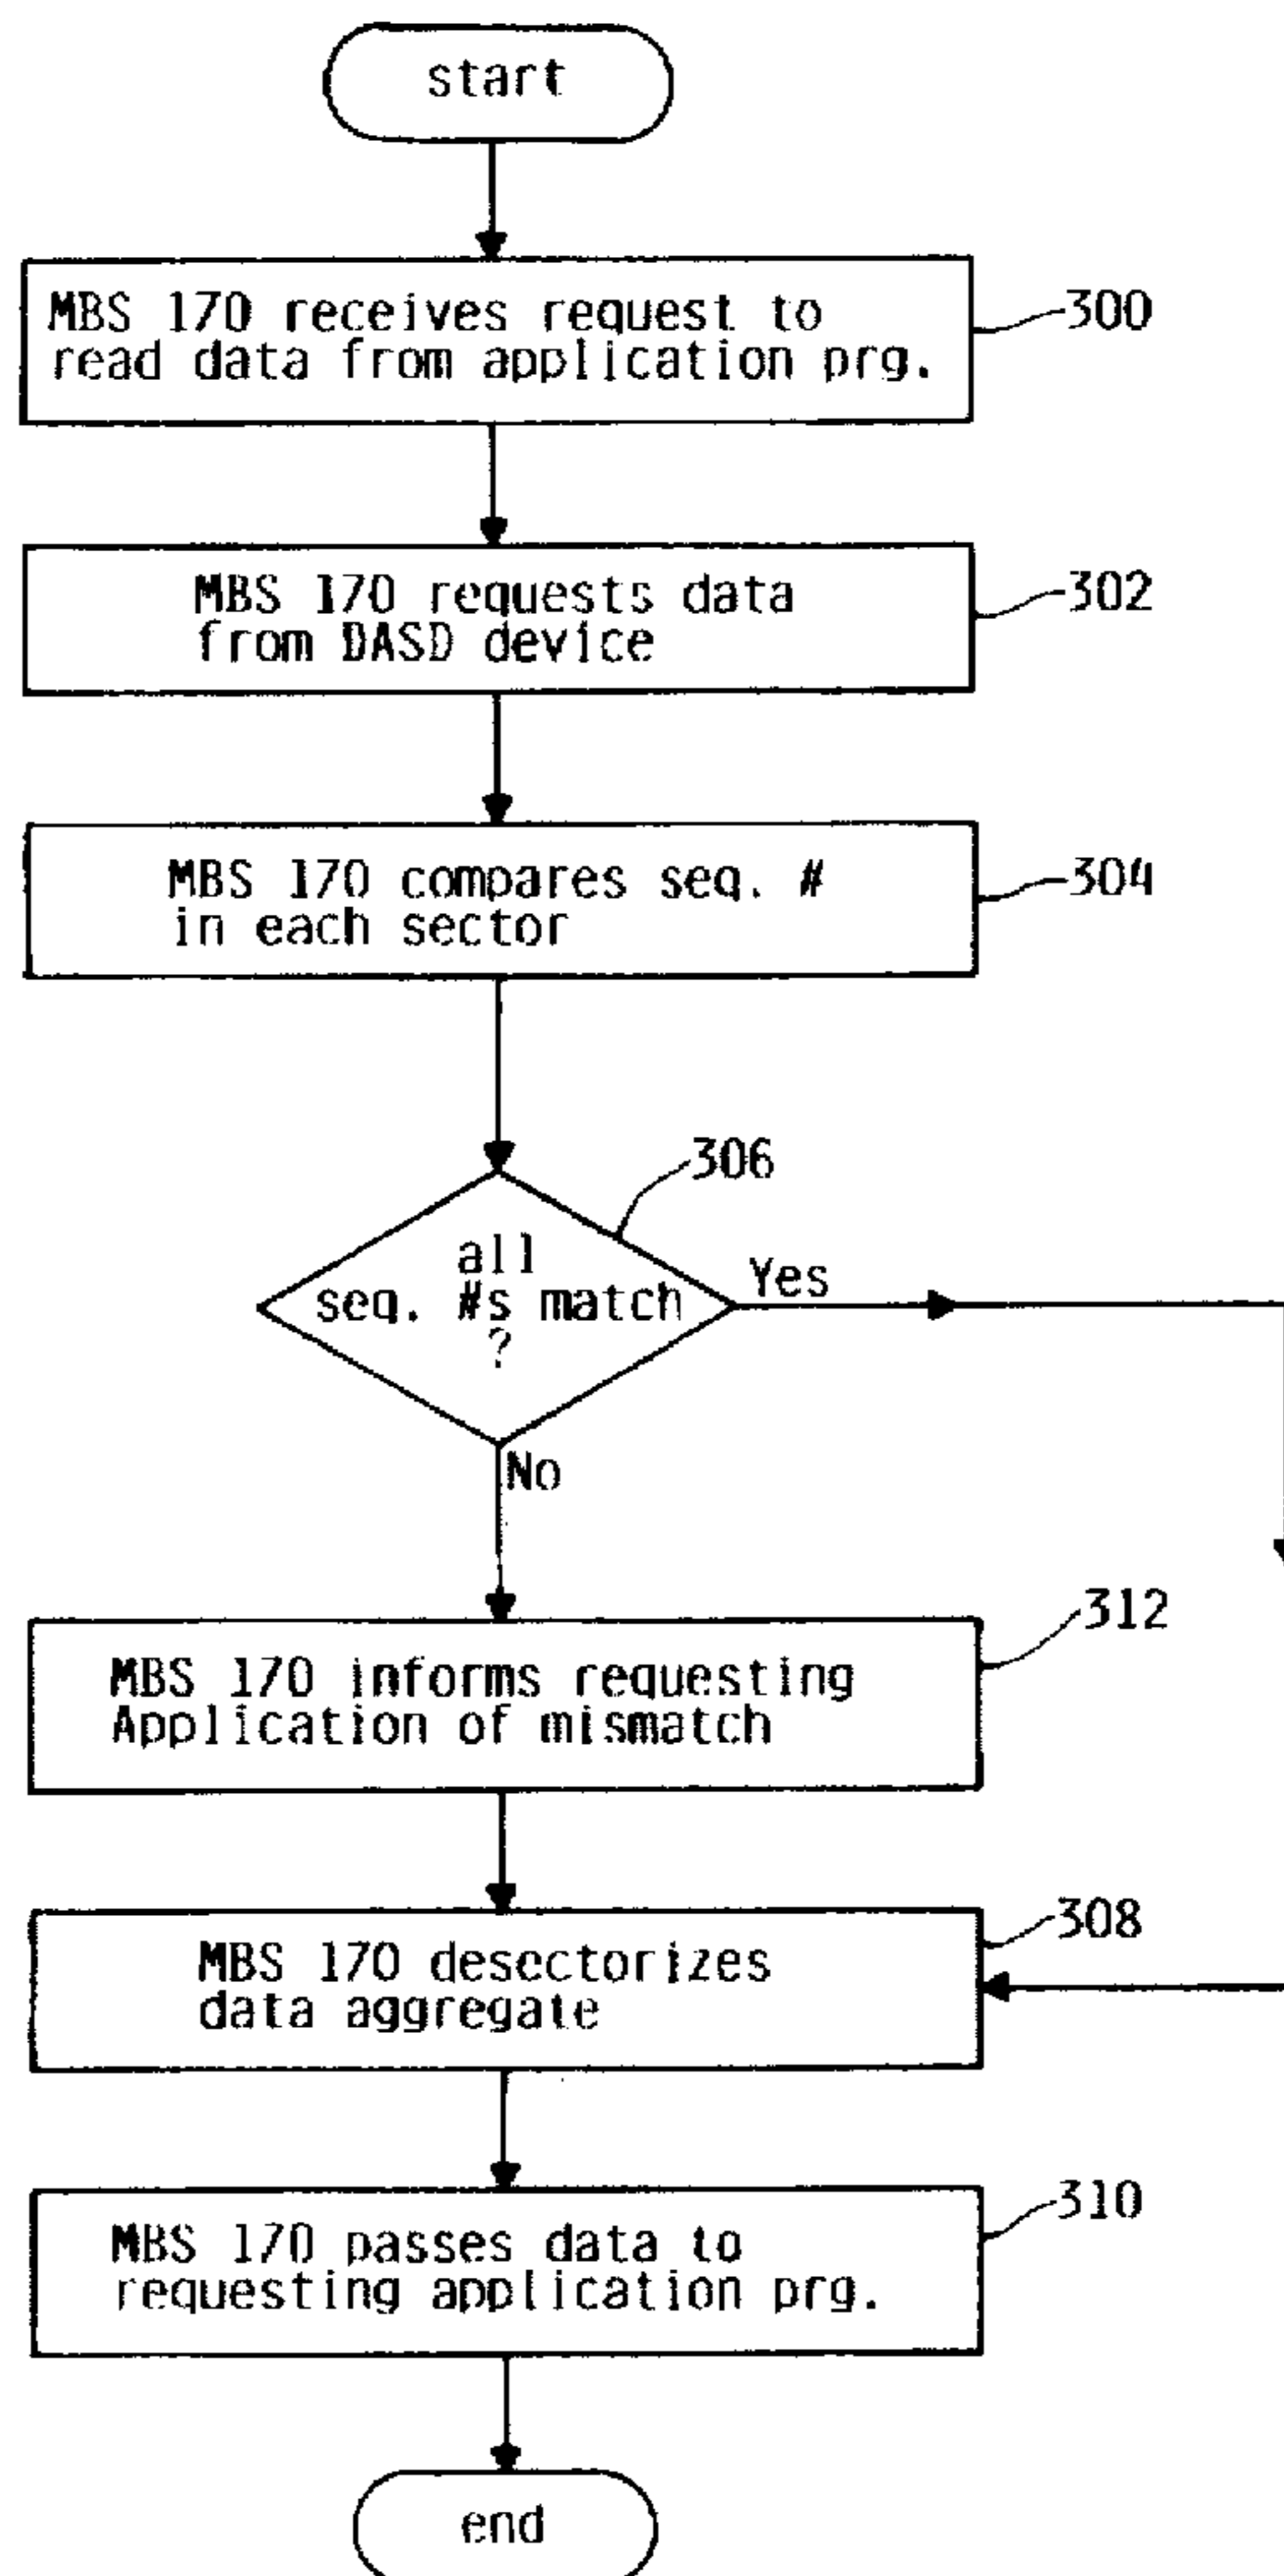 start
MBS 170 receives request to
read data from application prg.
300
MBS 170 requests data
from DASD device
302
MBS 170 compares seq. #
in each sector
304
306
all
seq. #s match
?
Yes
No
MBS 170 informs requesting
Application of mismatch
312
MBS 170 desectorizes
data aggregate
308
MBS 170 passes data to
requesting application prg.
310
end